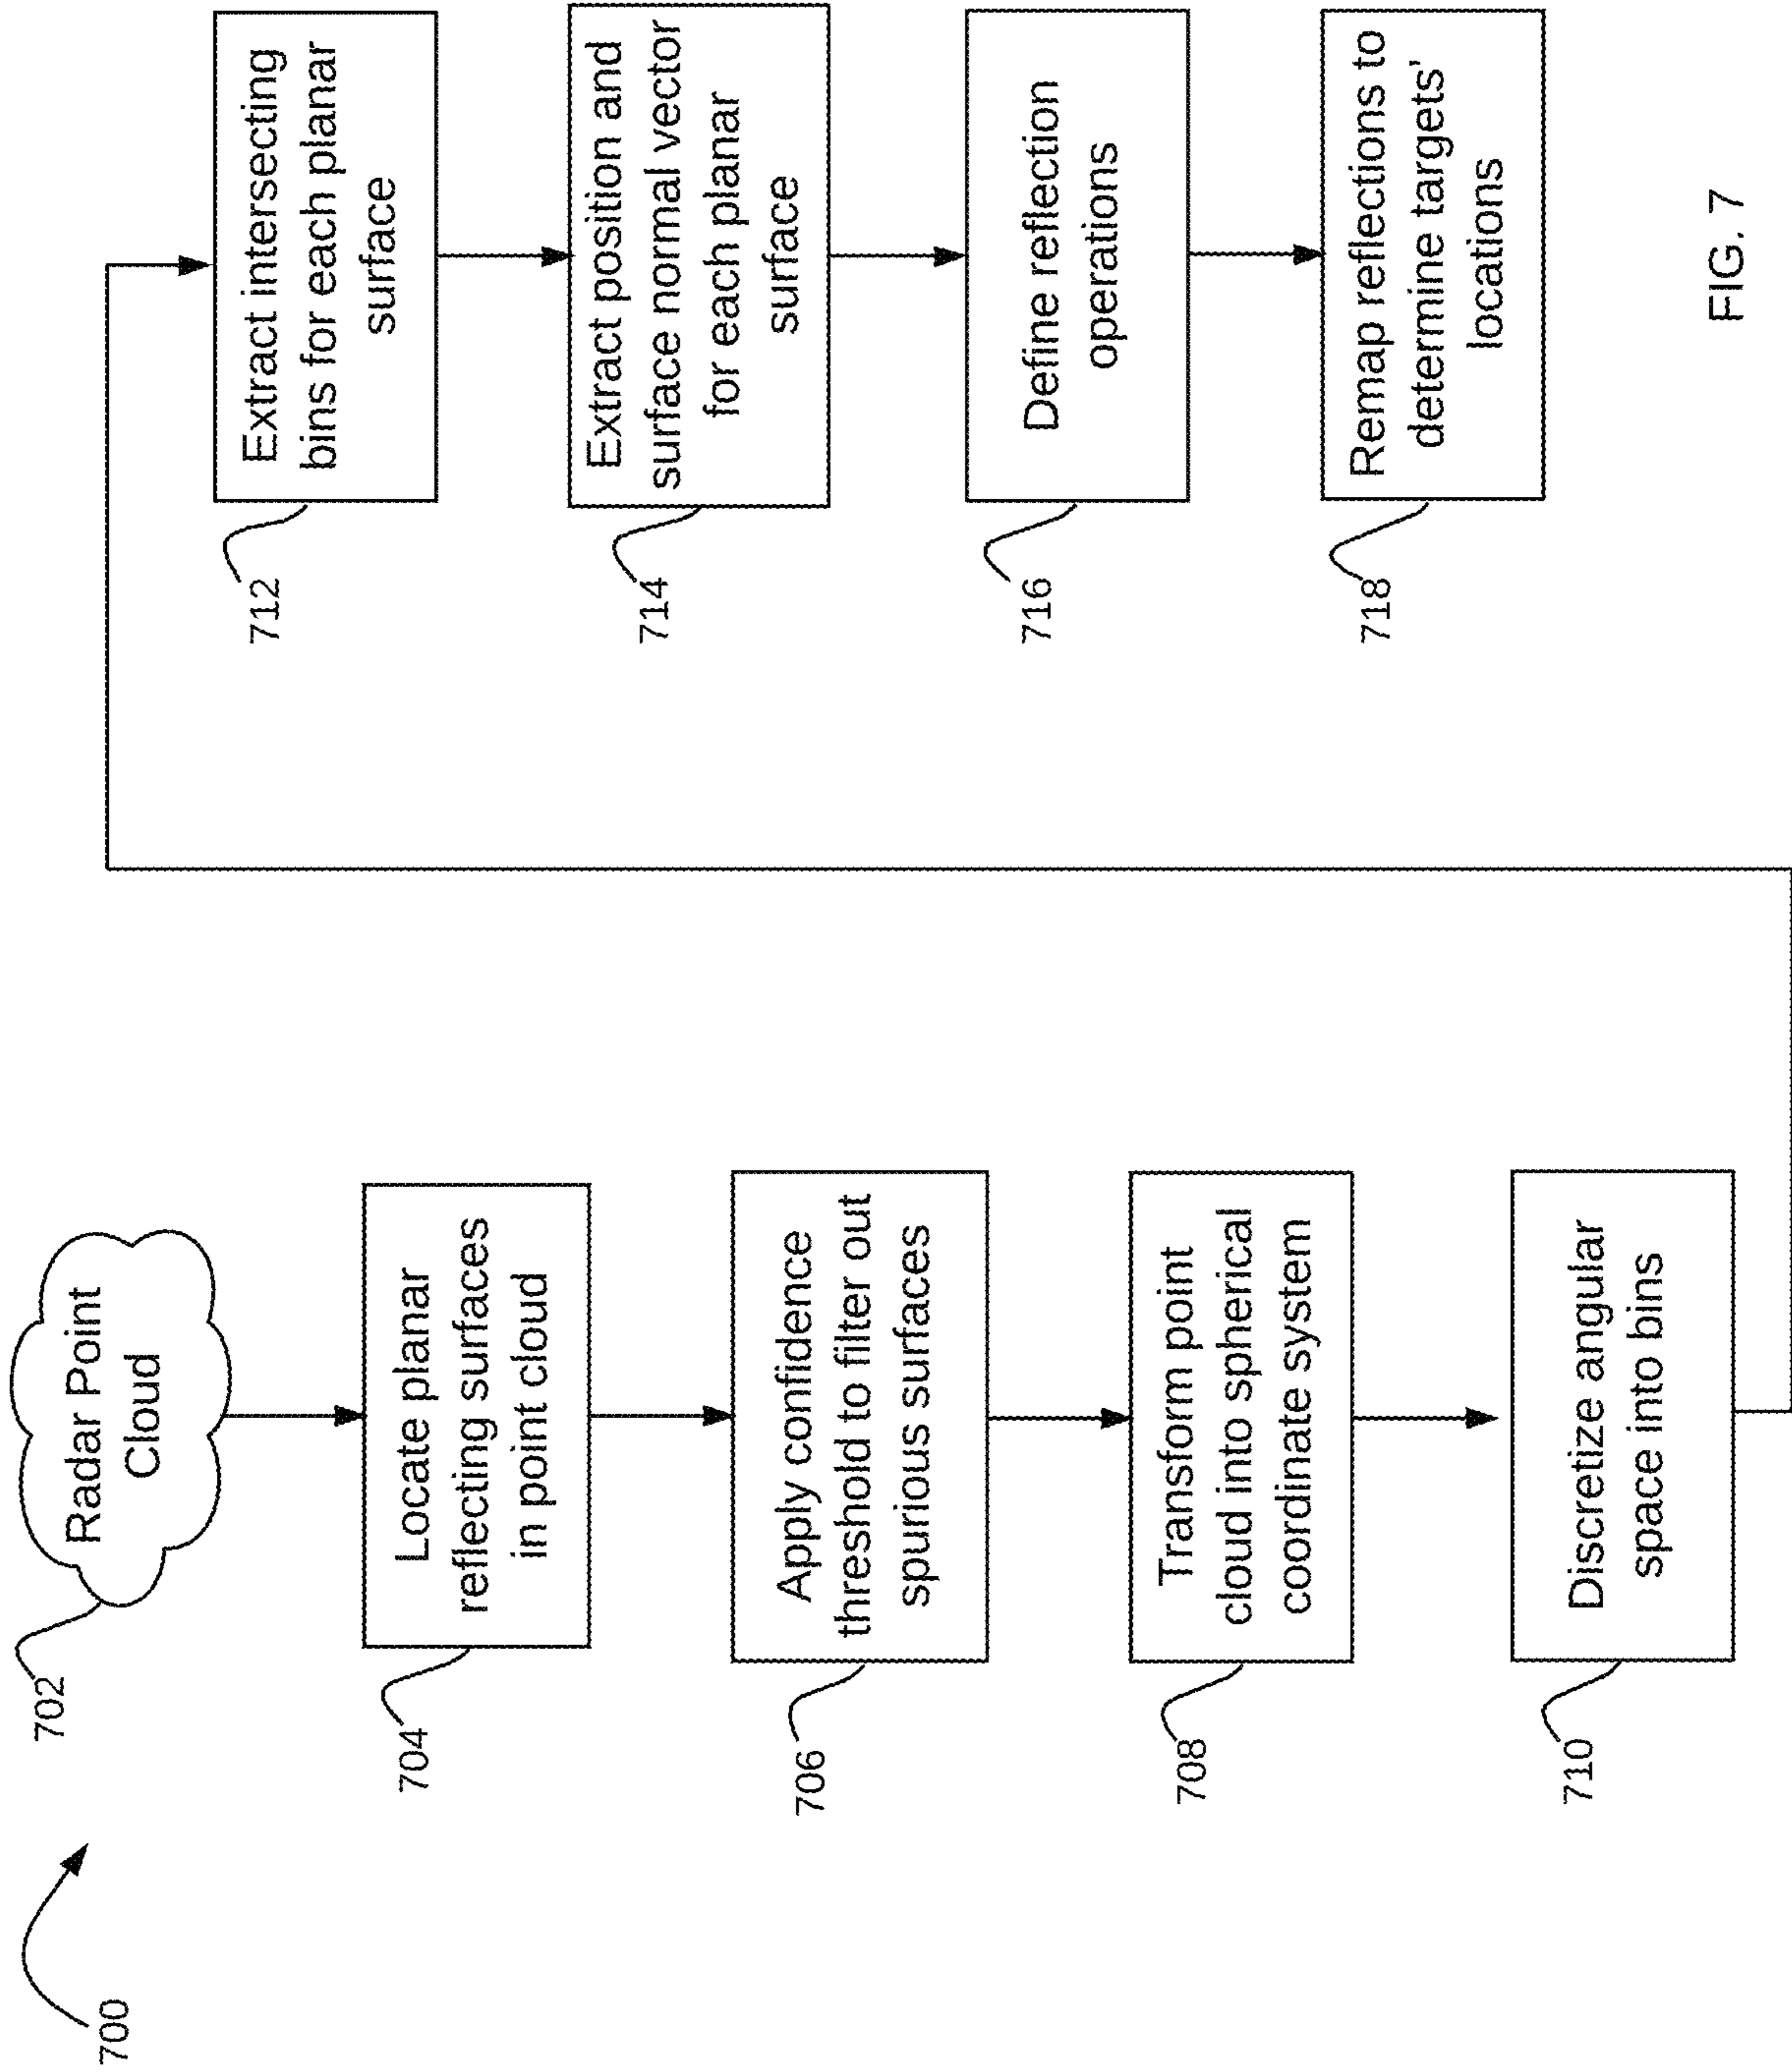 700
702
Radar Point
Cloud
704
Locate planar
reflecting surfaces
in point cloud
706
Apply confidence
threshold to filter out
spurious surfaces
708
Transform point
cloud into spherical
coordinate system
710
Discretize angular
space into bins
712
Extract intersecting
bins for each planar
surface
714
Extract position and
surface normal vector
for each planar
surface
716
Define reflection
operations
718
Remap reflections to
determine targets'
locations
FIG. 7